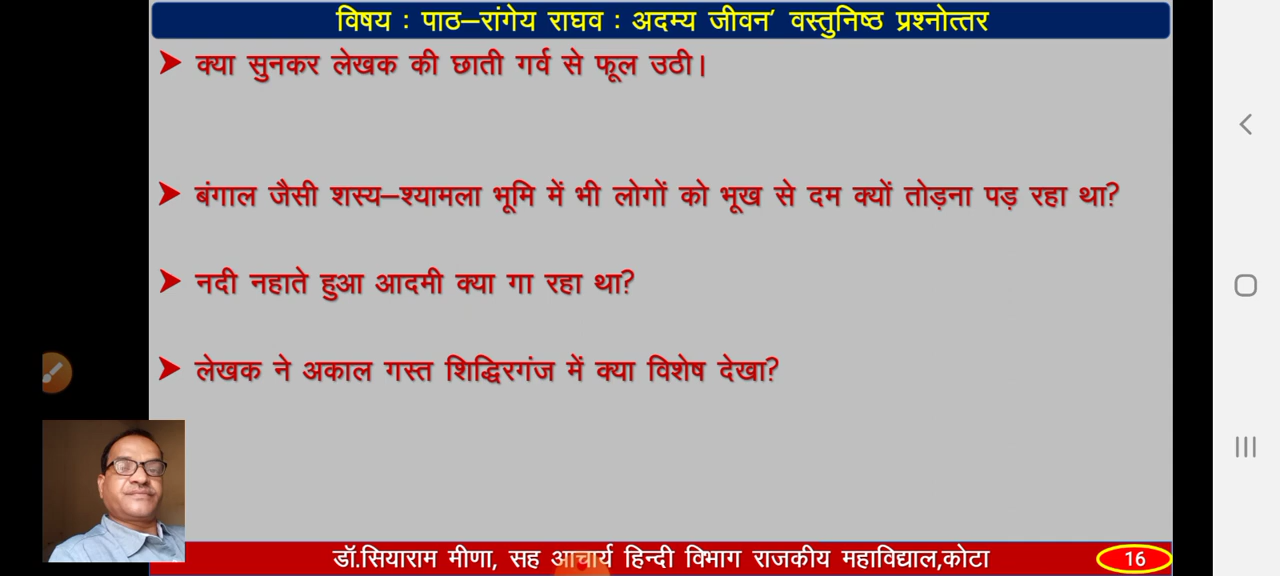 विषय : पाठ–रांगेय राघव : अदम्य जीवन’ वस्तुनिष्ठ प्रश्नोत्तर
➤ क्या सुनकर लेखक की छाती गर्व से फूल उठी।
➤ बंगाल जैसी शस्य–श्यामला भूमि में भी लोगों को भूख से दम क्यों तोड़ना पड़ रहा था?
➤ नदी नहाते हुआ आदमी क्या गा रहा था?
➤ लेखक ने अकाल गस्त शिद्धिरगंज में क्या विशेष देखा?
डॉ.सियाराम मीणा, सह आचार्य हिन्दी विभाग राजकीय महाविद्याल,कोटा 16